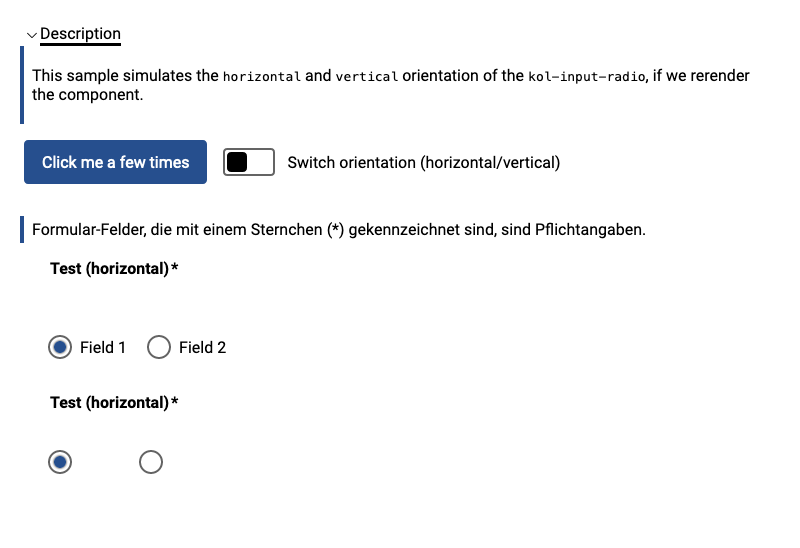 Description
This sample simulates the horizontal and vertical orientation of the kol-input-radio, if we rerender
the component.
Click me a few times
Switch orientation (horizontal/vertical)
Formular-Felder, die mit einem Sternchen (*) gekennzeichnet sind, sind Pflichtangaben.
Test (horizontal)*
Field 1 Field 2
Test (horizontal)*